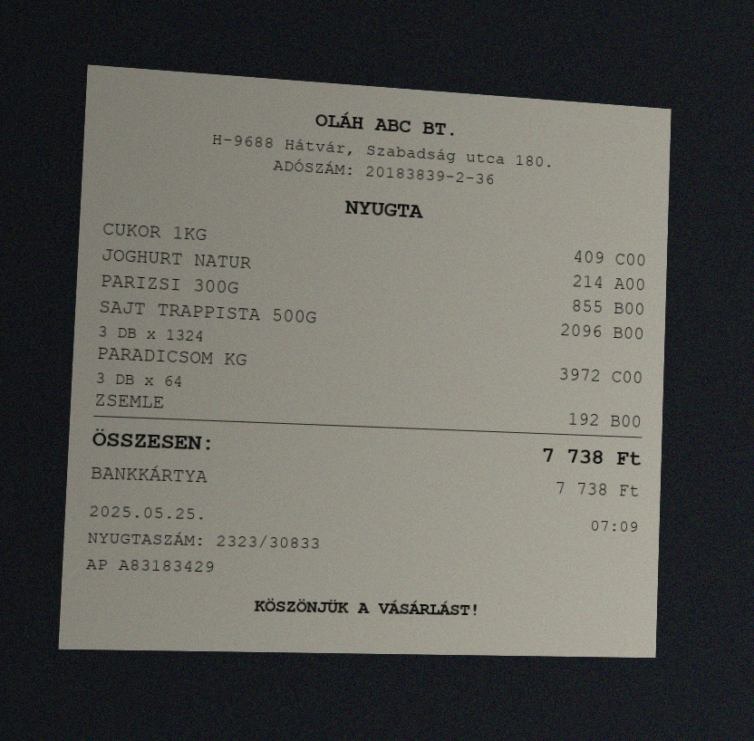 OLÁH ABC BT.
H-9688 Hátvár, Szabadság utca 180.
ADÓSZÁM: 20183839-2-36
NYUGTA
CUKOR 1KG 409 C00
JOGHURT NATUR 214 A00
PARIZSI 300G 855 B00
SAJT TRAPPISTA 500G 2096 B00
3 DB x 1324
PARADICSOM KG 3972 C00
3 DB x 64
ZSEMLE 192 B00
ÖSSZESEN: 7 738 Ft
BANKKÁRTYA 7 738 Ft
2025.05.25. 07:09
NYUGTASZÁM: 2323/30833
AP A83183429
KÖSZÖNJÜK A VÁSÁRLÁST!